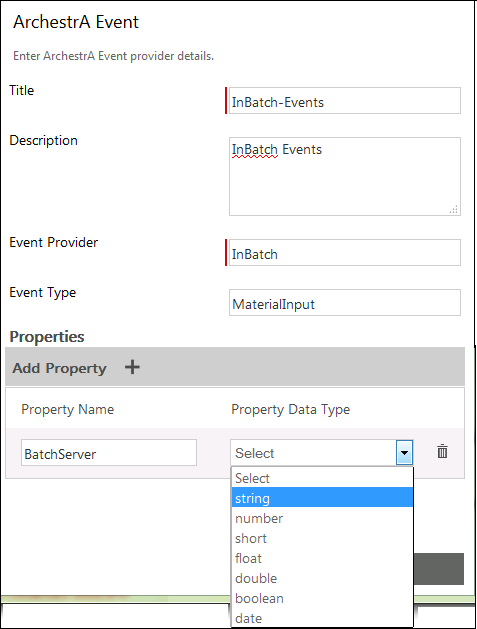 ArchestrA Event
Enter ArchestrA Event provider details.
Title
InBatch-Events
Description
InBatch Events
Event Provider
InBatch
Event Type
MaterialInput
Properties
Add Property +
Property Name Property Data Type
BatchServer Select
Select
string
number
short
float
double
boolean
date